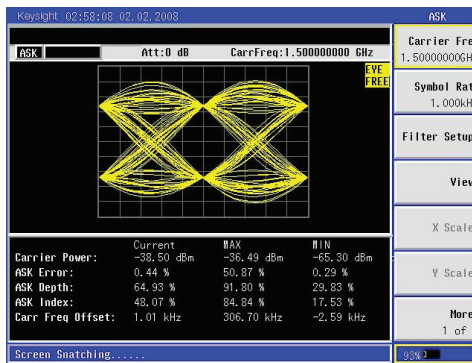 Keysight 02:58:08 02.02.2008
ASK
ASK Att:0 dB CarrFreq:1.500000000 GHz
EYE
FREE
Carrier Fre
1.50000000GH
Symbol Rat
1.000kH
Filter Setup
View
X Scale
Y Scale
More
1 of
Current MAX MIN
Carrier Power: -38.50 dBm -36.49 dBm -65.30 dBm
ASK Error: 0.44 % 50.87 % 0.29 %
ASK Depth: 64.93 % 91.80 % 29.83 %
ASK Index: 48.07 % 84.84 % 17.53 %
Carr Freq Offset: 1.01 kHz 306.70 kHz -2.59 kHz
Screen Snatching......
93%